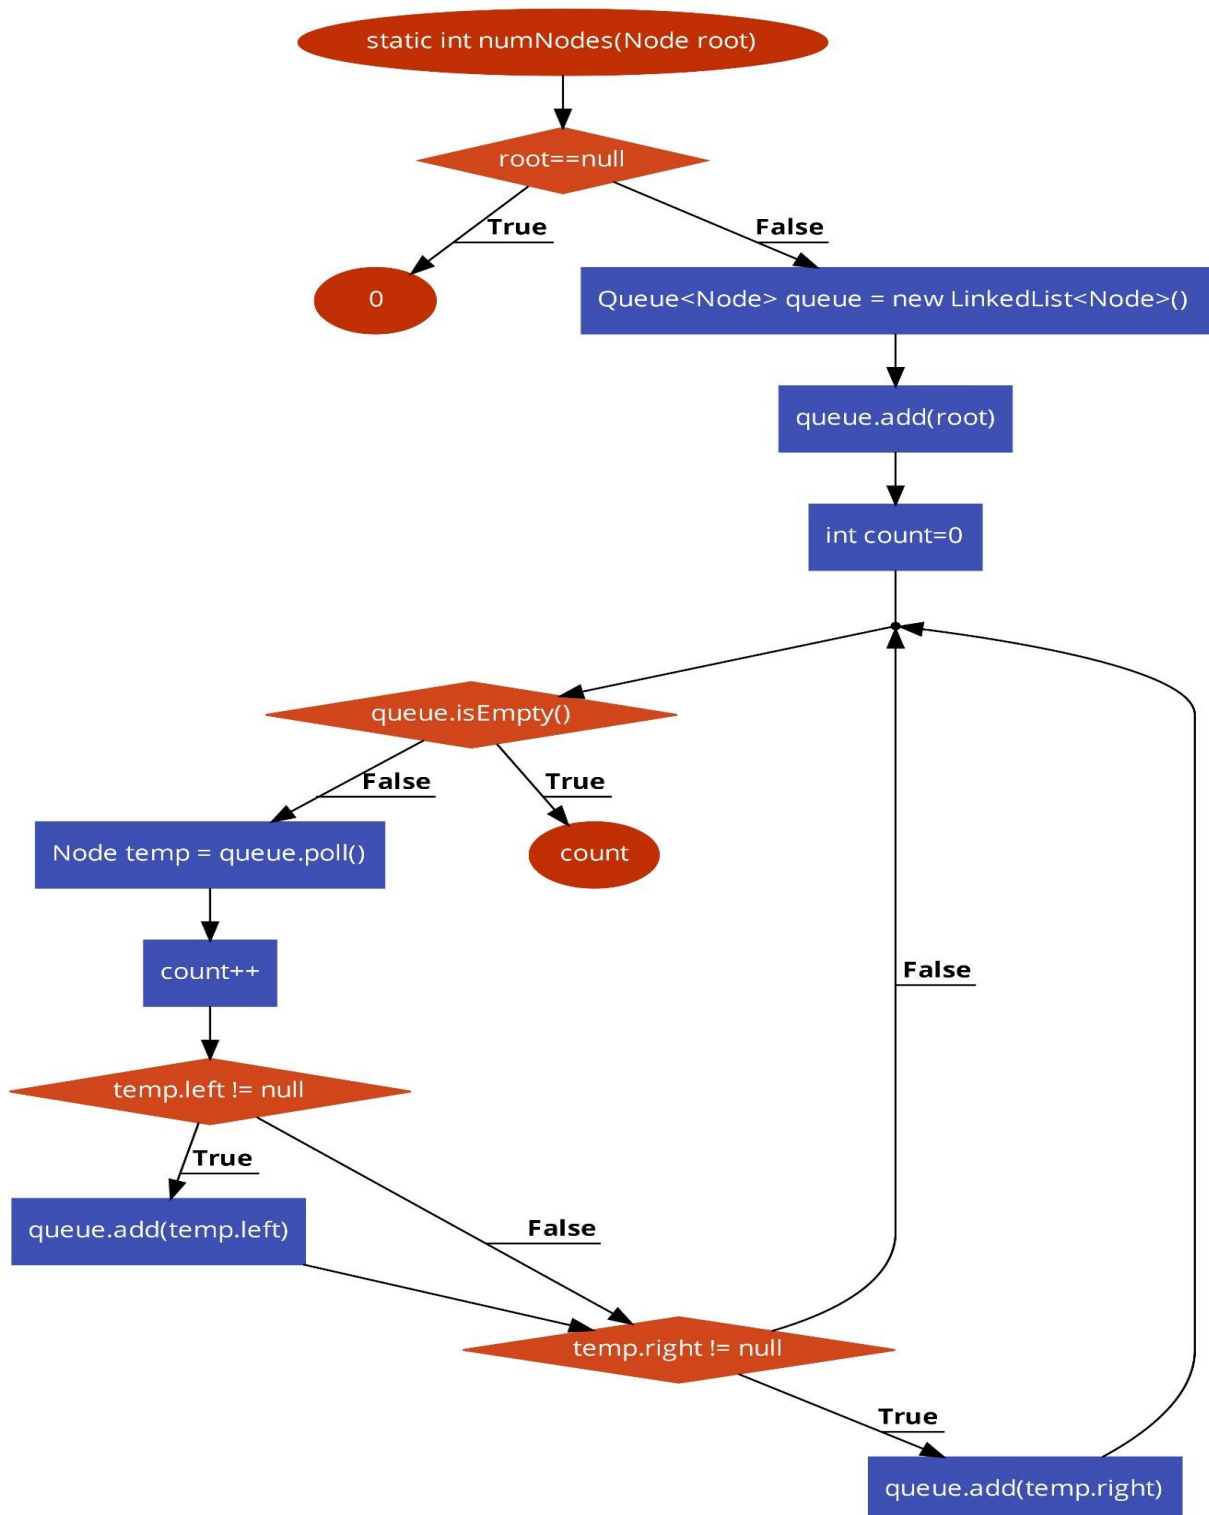 static int numNodes(Node root)
root==null
True
False
0
Queue<Node> queue = new LinkedList<Node>()
queue.add(root)
int count=0
queue.isEmpty()
False
True
Node temp = queue.poll()
count
count++
False
temp.left != null
True
queue.add(temp.left)
False
temp.right != null
True
queue.add(temp.right)